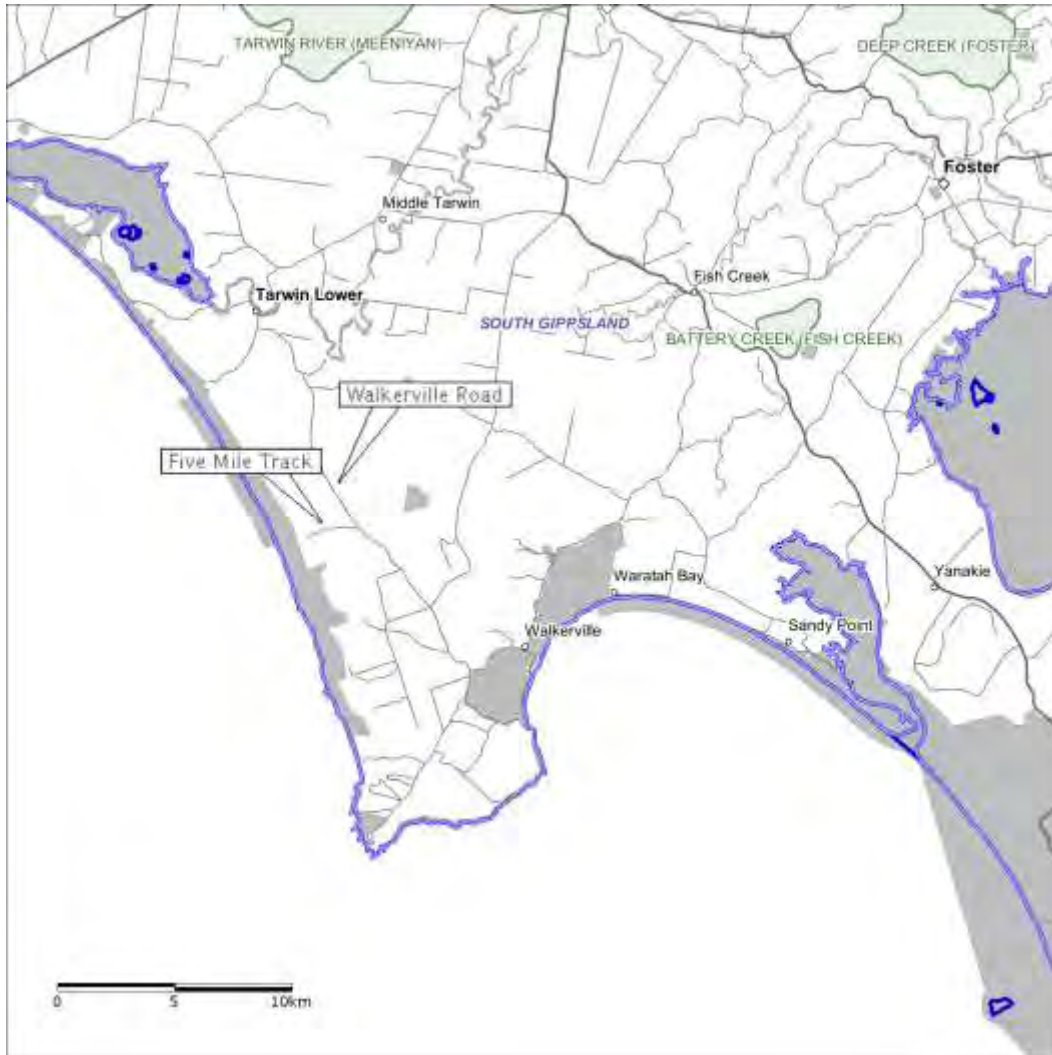 TARWIN RIVER (MEENIYAN)
DEEP CREEK (FOSTER)
Foster
Middle Tarwin
Fish Creek
Tarwin Lower
SOUTH GIPPSLAND
BATTERY CREEK (FISH CREEK)
Walkerville Road
Five Mile Track
Waratah Bay
Yanakie
Sandy Point
Walkerville
0 5 10km